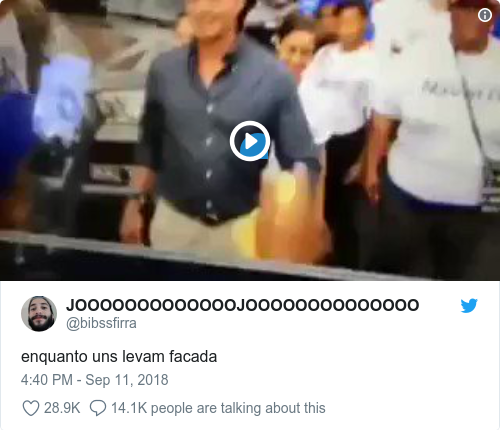 JOOOOOOOOOOOOOJOOOOOOOOOOOOOO
@bibssfirra
enquanto uns levam facada
4:40 PM - Sep 11, 2018
28.9K 14.1K people are talking about this